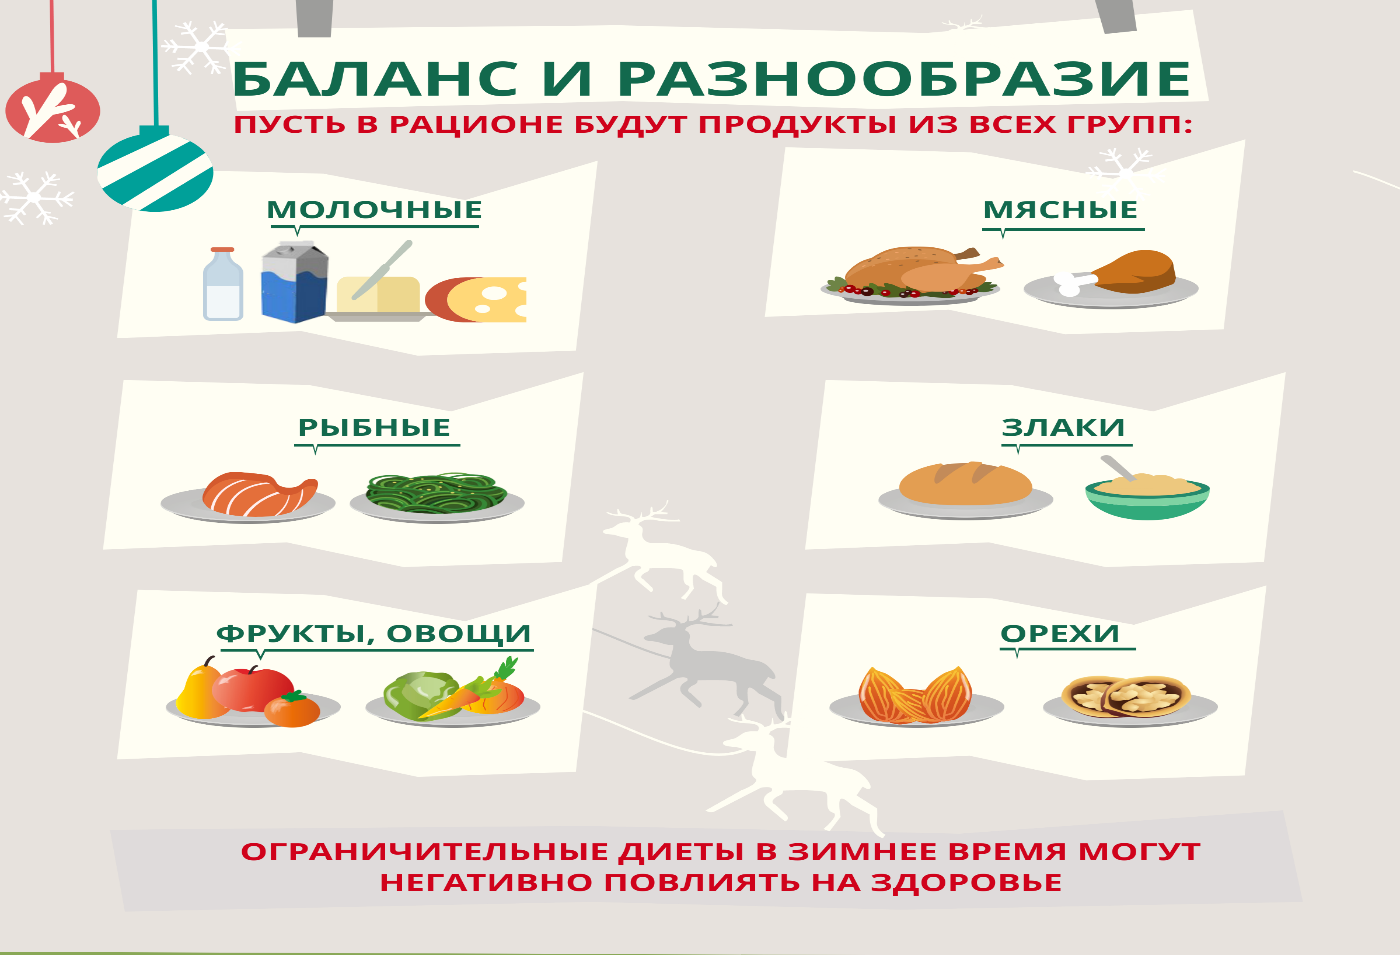 БАЛАНС И РАЗНООБРАЗИЕ
ПУСТЬ В РАЦИОНЕ БУДУТ ПРОДУКТЫ ИЗ ВСЕХ ГРУПП:
МОЛОЧНЫЕ
МЯСНЫЕ
РЫБНЫЕ
ЗЛАКИ
ФРУКТЫ, ОВОЩИ
ОРЕХИ
ОГРАНИЧИТЕЛЬНЫЕ ДИЕТЫ В ЗИМНЕЕ ВРЕМЯ МОГУТ
НЕГАТИВНО ПОВЛИЯТЬ НА ЗДОРОВЬЕ